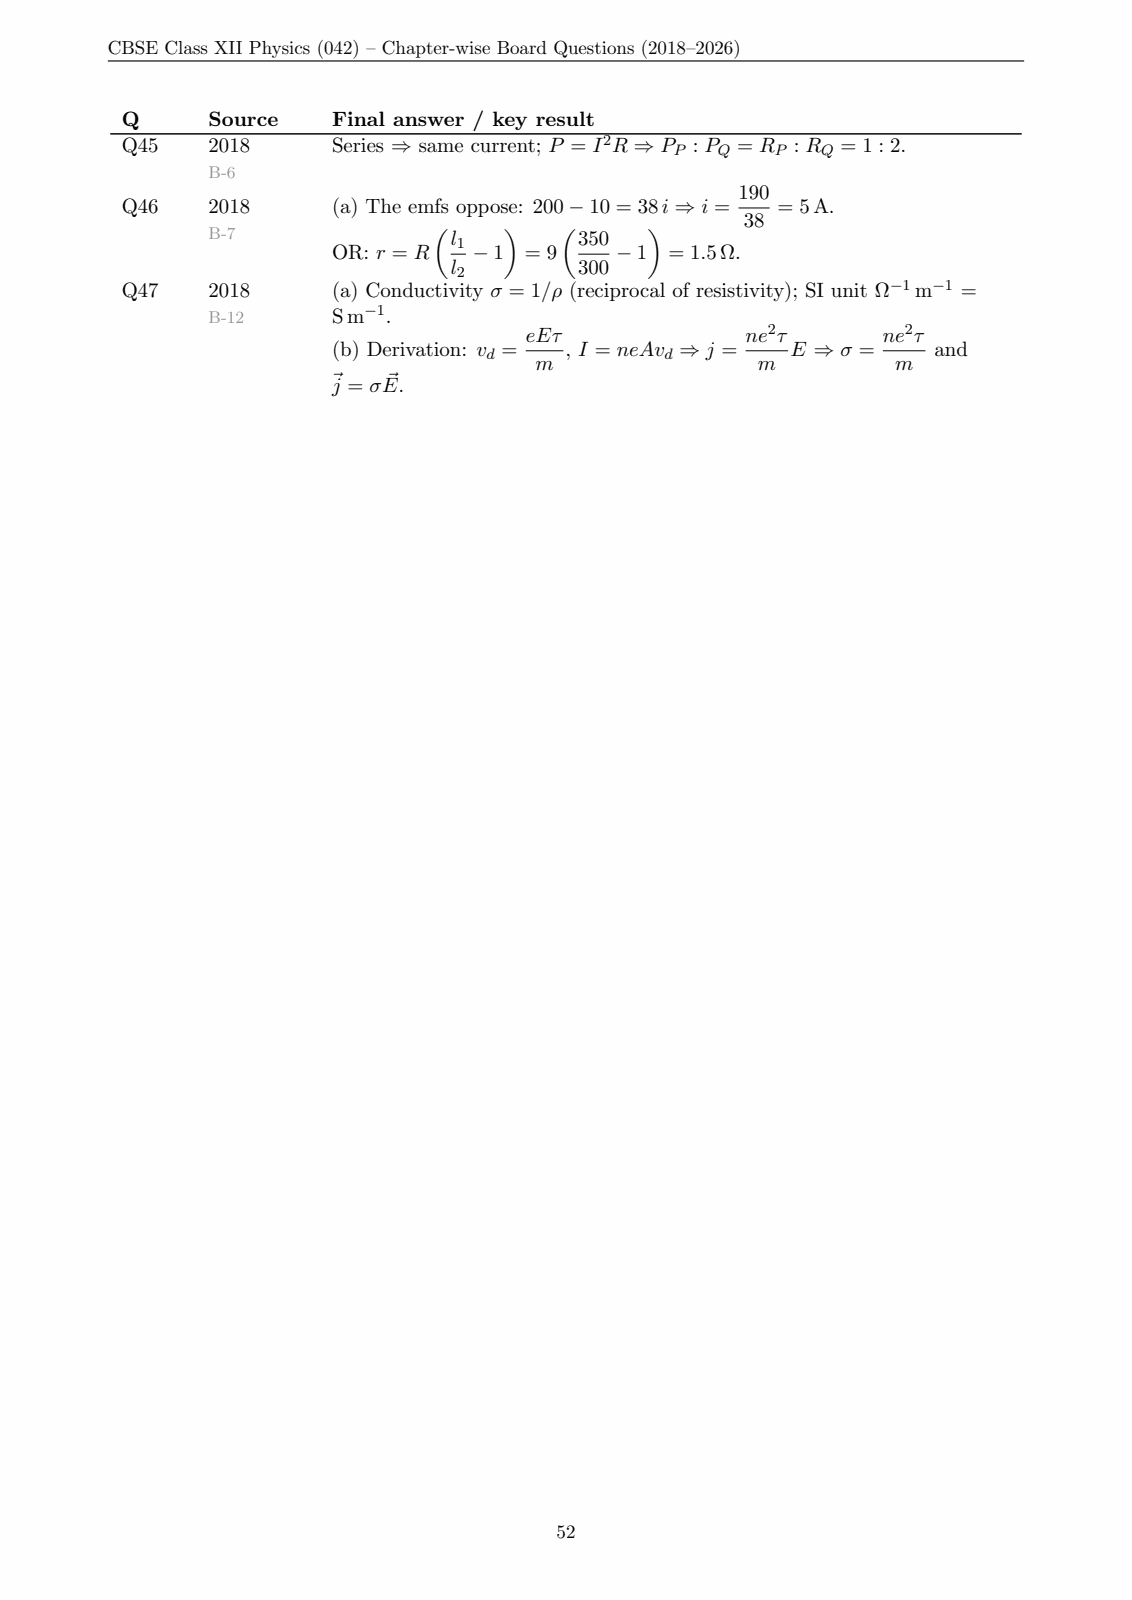 CBSE Class XII Physics (042) – Chapter-wise Board Questions (2018–2026)
Q Source Final answer / key result
Q45 2018 Series ⇒ same current; P = I²R ⇒ P_P : P_Q = R_P : R_Q = 1 : 2.
B-6
Q46 2018 (a) The emfs oppose: 200 − 10 = 38 i ⇒ i = 190/38 = 5 A.
B-7
OR: r = R (l₁/l₂ − 1) = 9 (350/300 − 1) = 1.5 Ω.
Q47 2018 (a) Conductivity σ = 1/ρ (reciprocal of resistivity); SI unit Ω⁻¹ m⁻¹ =
B-12 S m⁻¹.
(b) Derivation: v_d = eEτ/m, I = neAv_d ⇒ j = ne²τ/m E ⇒ σ = ne²τ/m and
j⃗ = σE⃗.
52